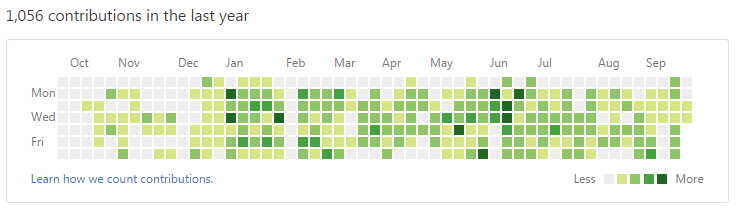 1,056 contributions in the last year
Oct Nov Dec Jan Feb Mar Apr May Jun Jul Aug Sep
Mon
Wed
Fri
Learn how we count contributions. Less More